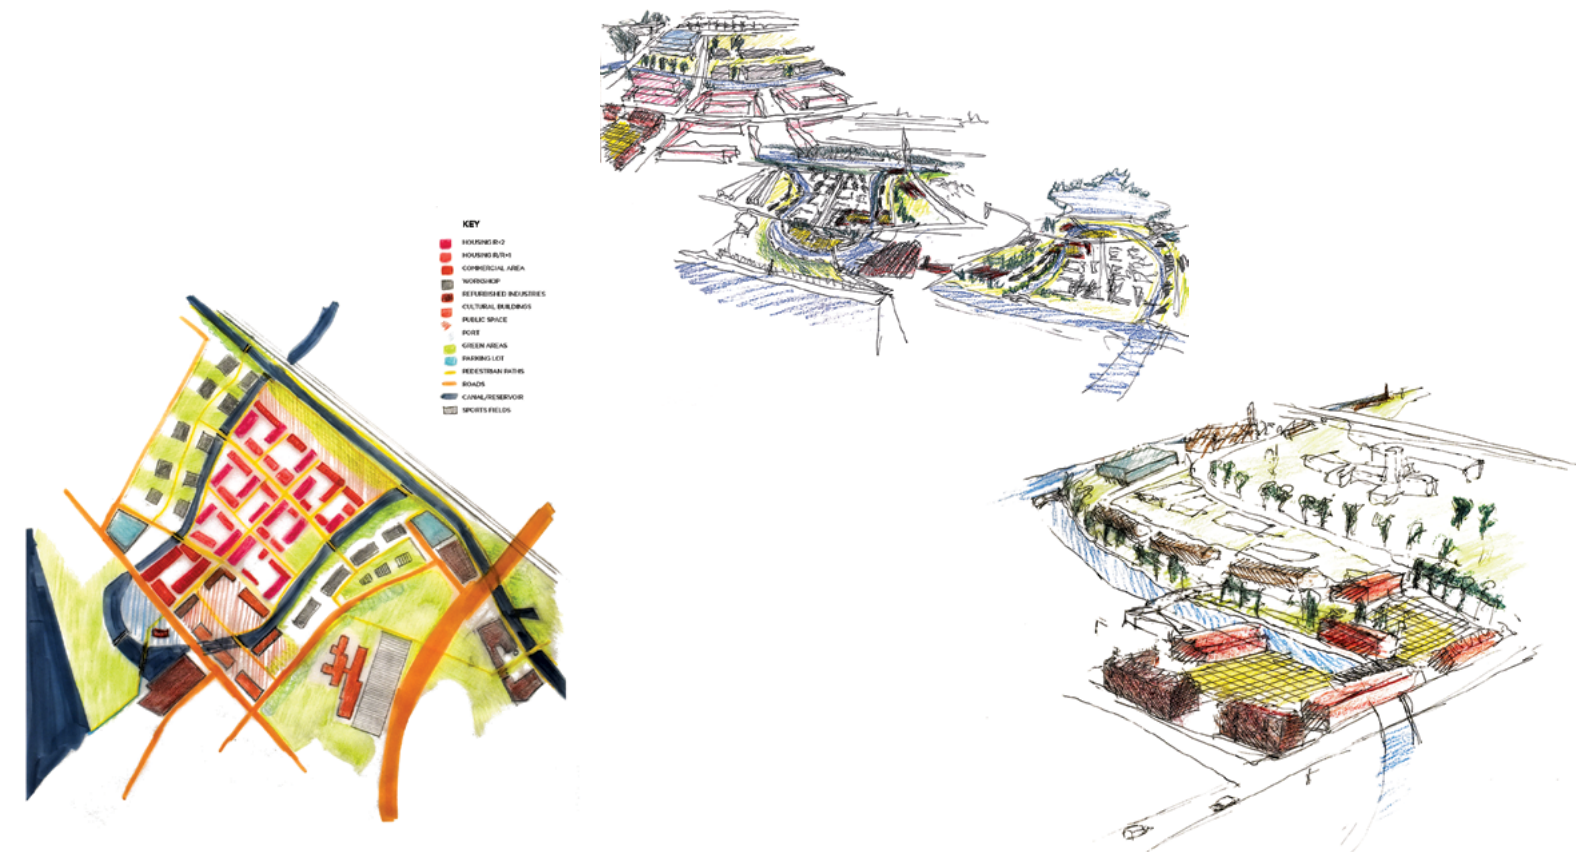 KEY
HOUSING R+2
HOUSING R/R+1
COMMERCIAL AREA
WORKSHOP
REFURBISHED INDUSTRIES
CULTURAL BUILDINGS
PUBLIC SPACE
PORT
GREEN AREAS
PARKING LOT
PEDESTRIAN PATHS
ROADS
CANAL/RESERVOIR
SPORTS FIELDS